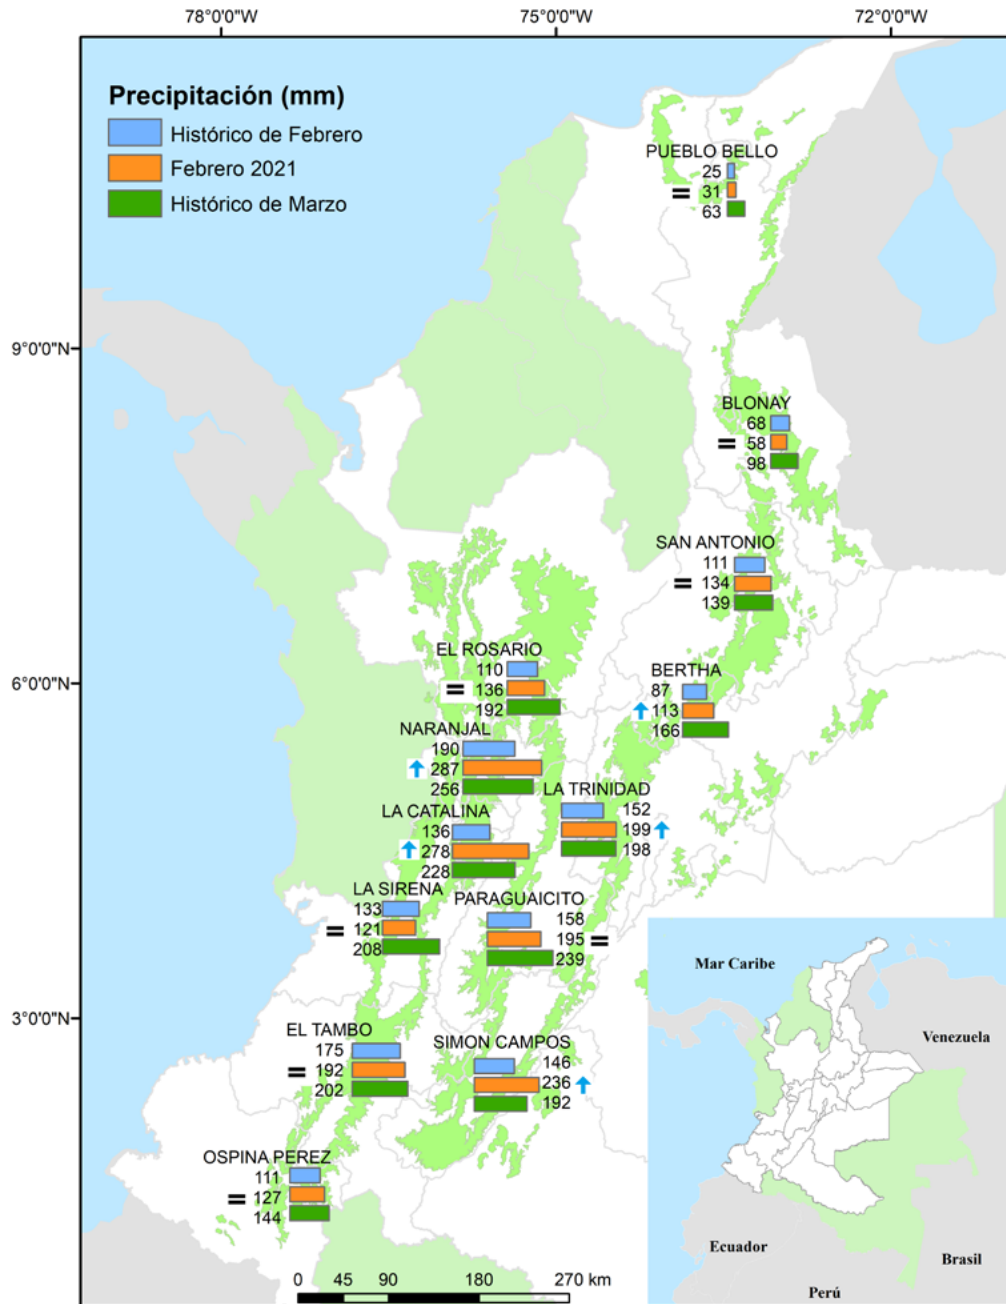 78°0'0"W 75°0'0"W 72°0'0"W
Precipitación (mm)
Histórico de Febrero
Febrero 2021
Histórico de Marzo
PUEBLO BELLO
25
= 31
63
9°0'0"N
BLONAY
68
= 58
98
SAN ANTONIO
111
= 134
139
EL ROSARIO
110
= 136
192
6°0'0"N
BERTHA
87
113
166
NARANJAL
190
287
256
LA TRINIDAD
152
199
198
LA CATALINA
136
278
228
LA SIRENA
133
= 121
208
PARAGUAICITO
158
195 =
239
3°0'0"N
EL TAMBO
175
= 192
202
SIMON CAMPOS
146
236
192
OSPINA PEREZ
111
= 127
144
0 45 90 180 270 km
Mar Caribe
Venezuela
Ecuador
Brasil
Perú